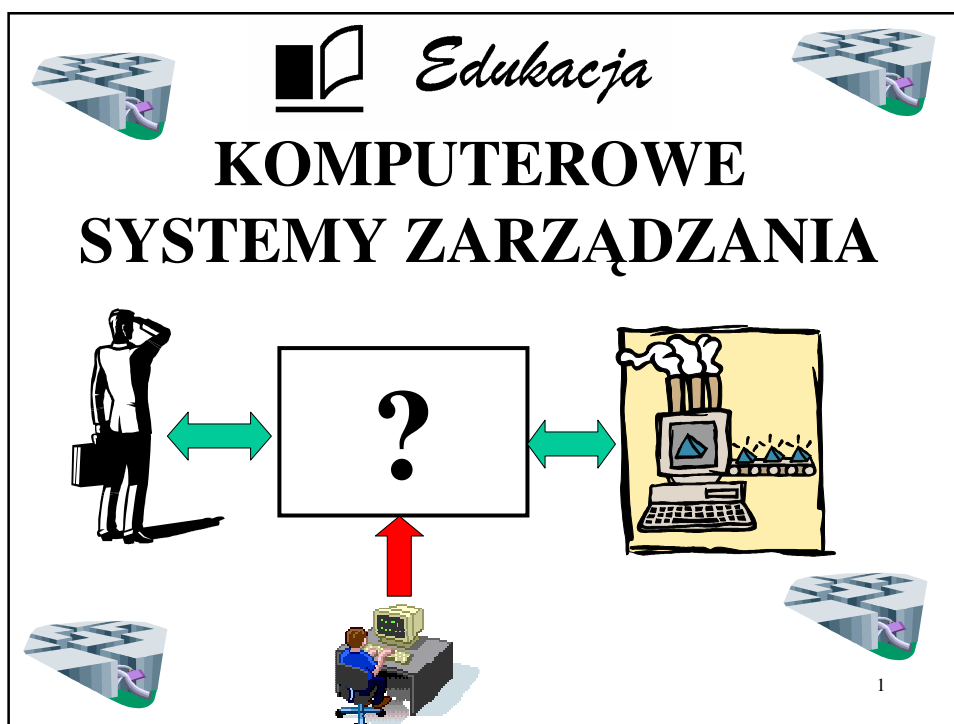 Edukacja
KOMPUTEROWE
SYSTEMY ZARZĄDZANIA
?
1